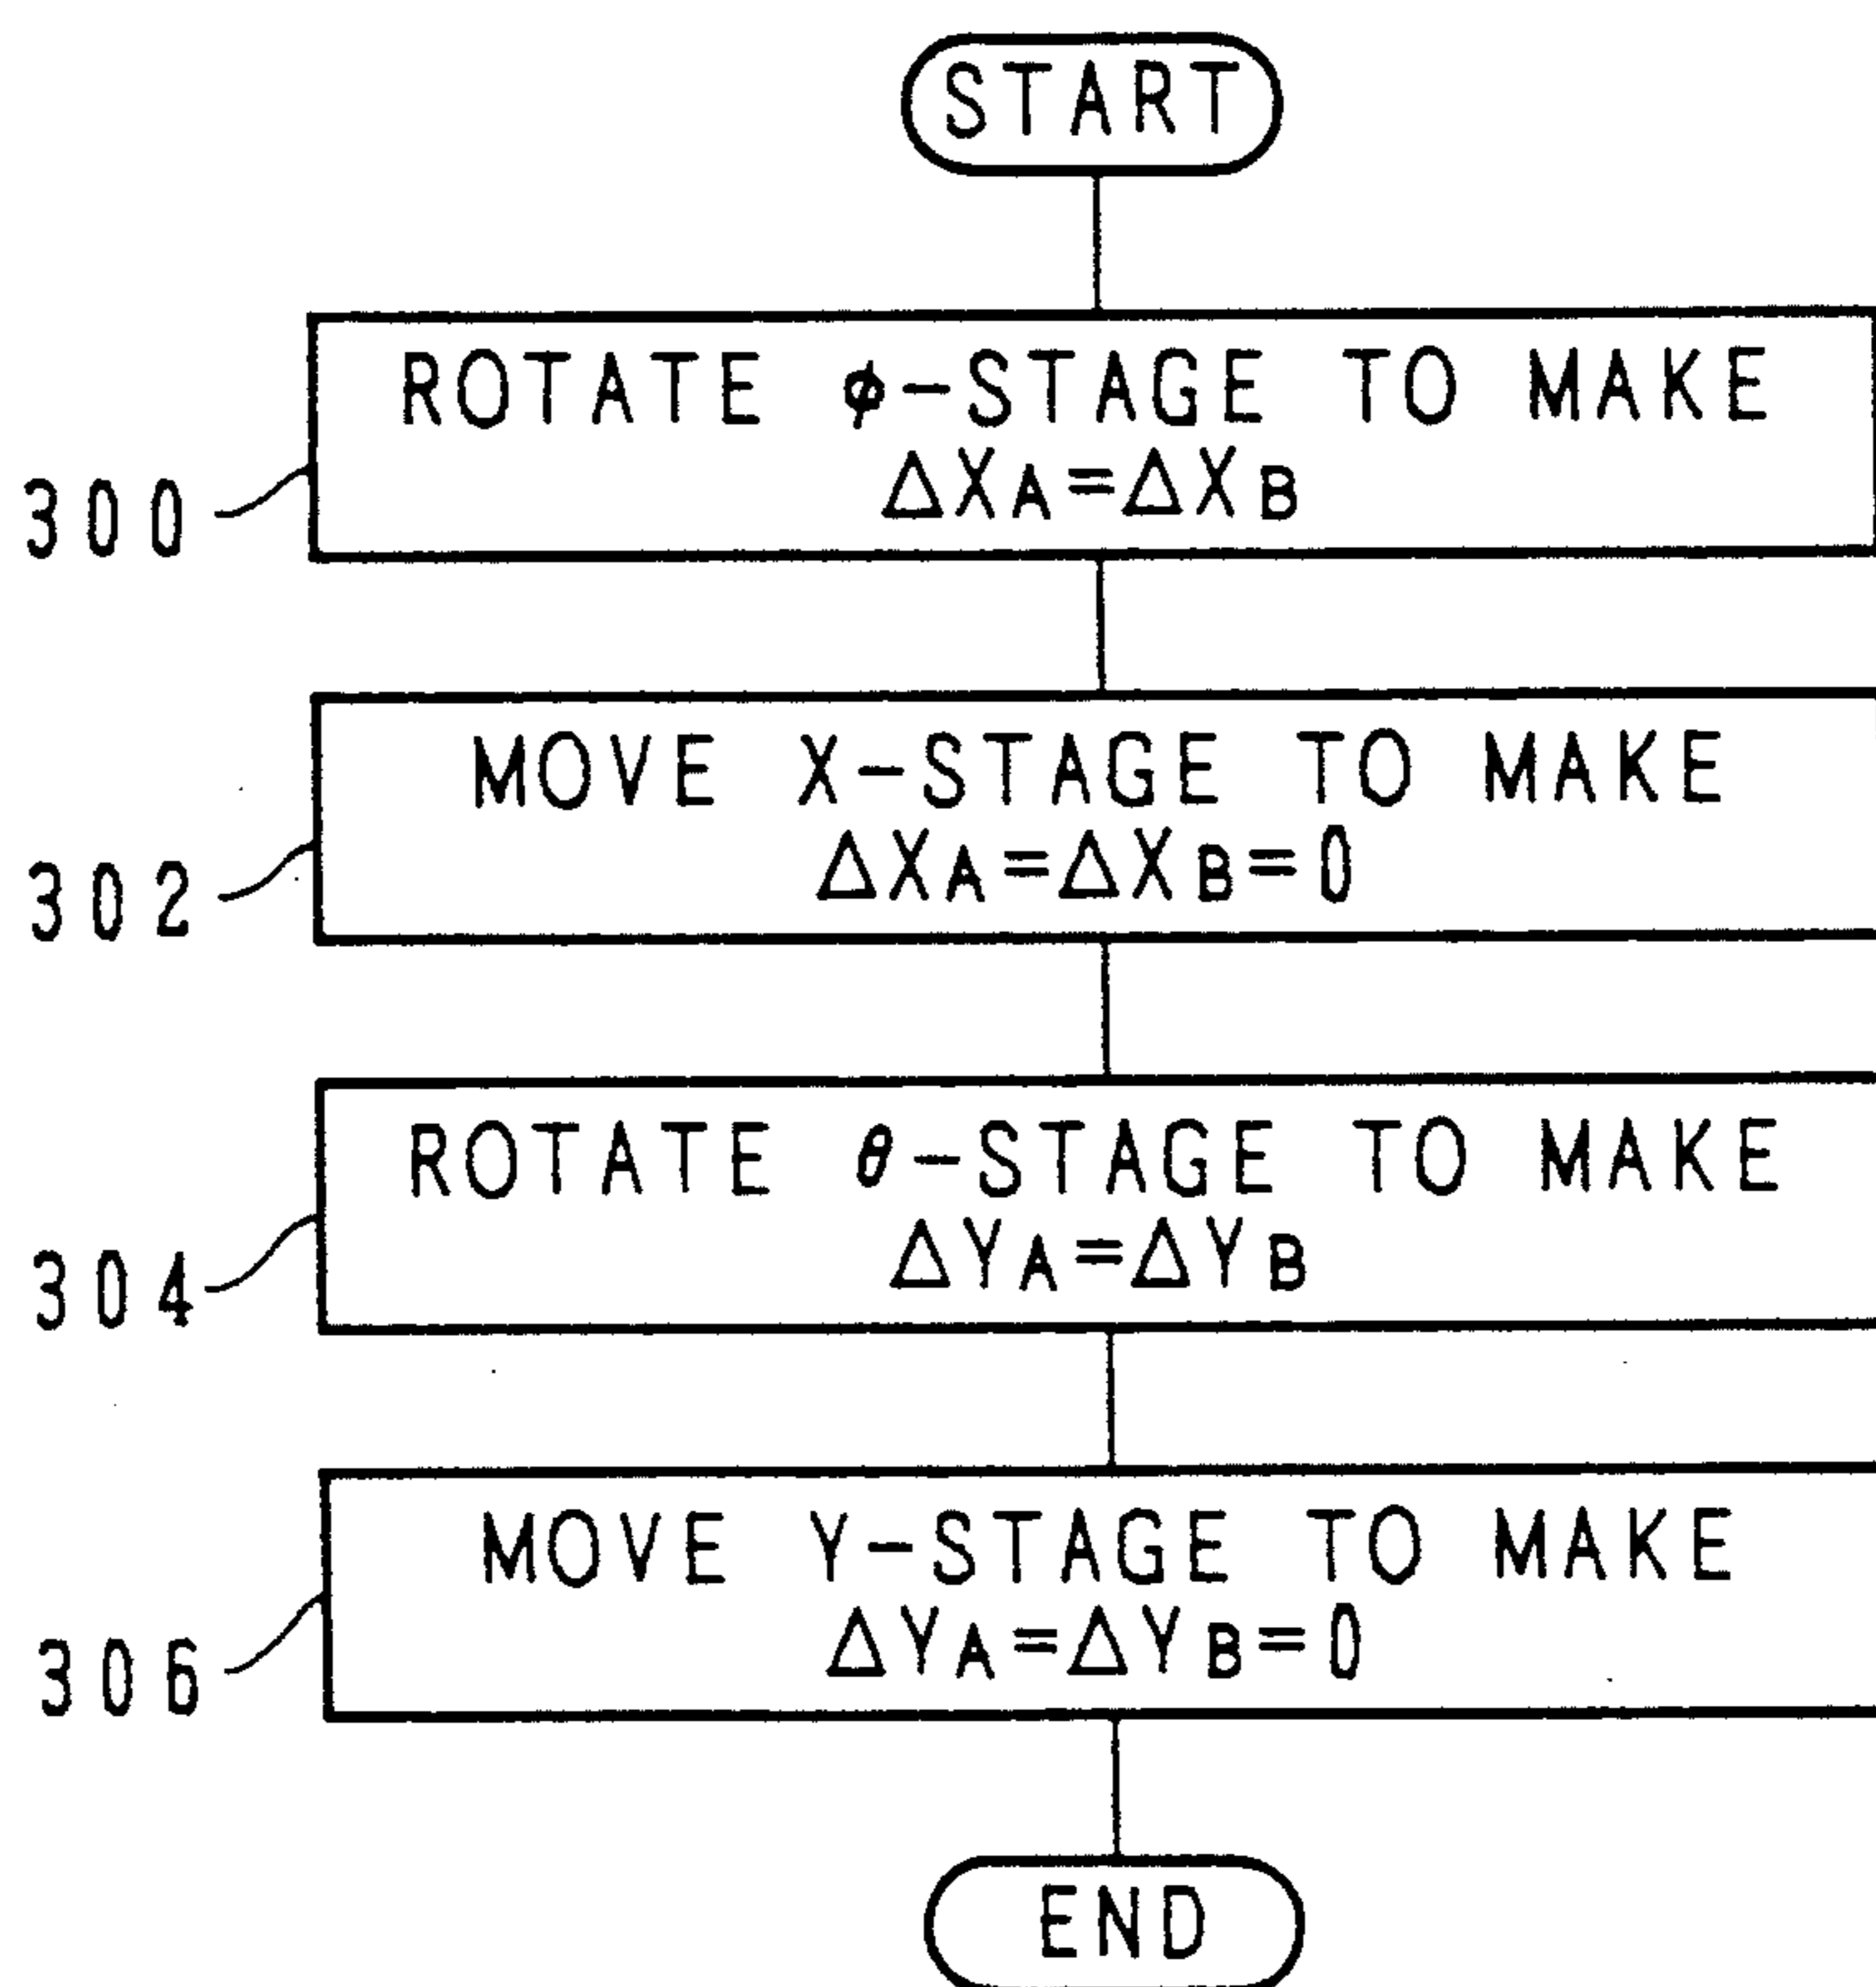 START
ROTATE φ-STAGE TO MAKE
ΔXA=ΔXB
300
MOVE X-STAGE TO MAKE
ΔXA=ΔXB=0
302
ROTATE θ-STAGE TO MAKE
ΔYA=ΔYB
304
MOVE Y-STAGE TO MAKE
ΔYA=ΔYB=0
306
END